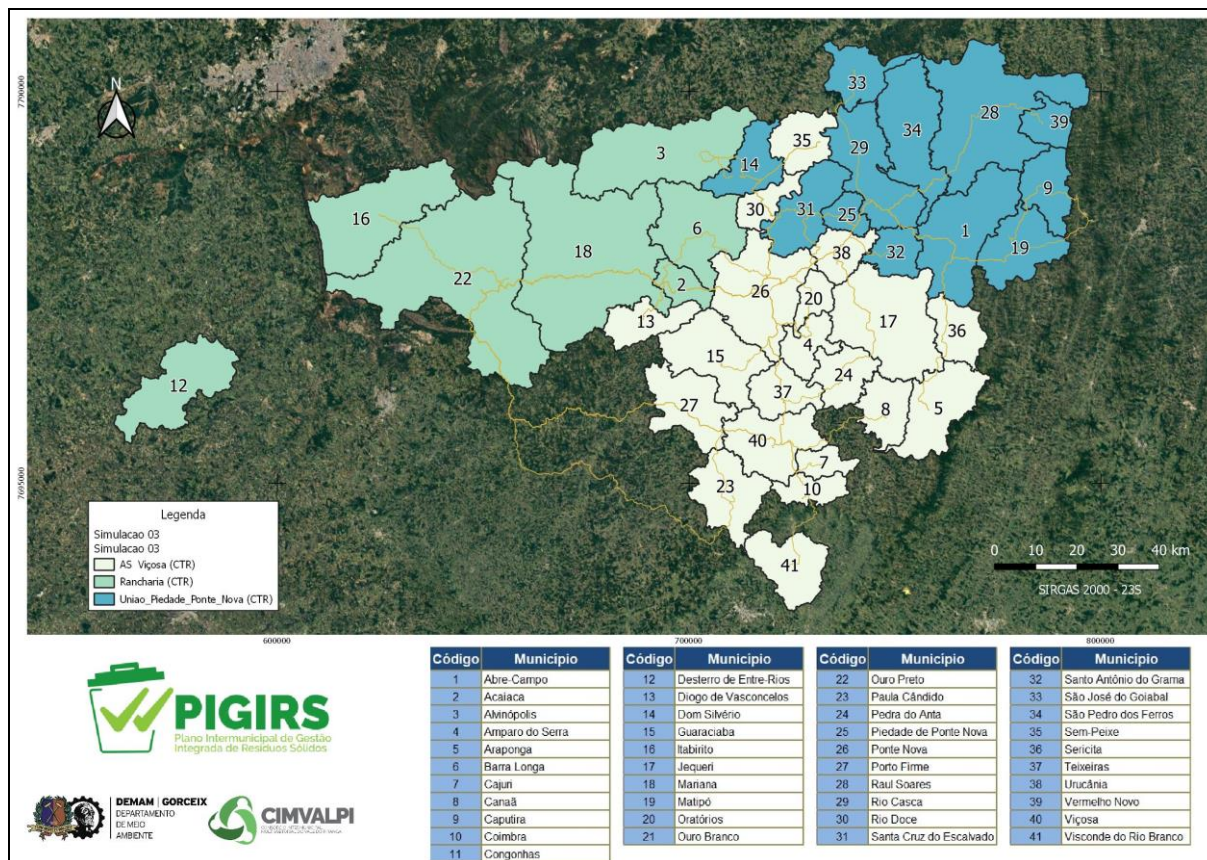 N
7790000
7695000
33
28
39
34
35
29
3
14
9
16
30
31
25
1
6
18
38
32
19
22
2
26
20
17
13
36
4
15
12
24
37
27
8
5
40
7
23
10
41
Legenda
Simulacao 03
Simulacao 03
AS Viçosa (CTR)
Rancharia (CTR)
Uniao_Piedade_Ponte_Nova (CTR)
0 10 20 30 40 km
SIRGAS 2000 - 23S
600000 700000 800000
PIGIRS
Plano Intermunicipal de Gestão
Integrada de Resíduos Sólidos
DEMAM | GORCEIX
DEPARTAMENTO
DE MEIO
AMBIENTE
CIMVALPI
Código Municipio
1 Abre-Campo
2 Acaiaca
3 Alvinópolis
4 Amparo do Serra
5 Araponga
6 Barra Longa
7 Cajuri
8 Canaã
9 Caputira
10 Coimbra
11 Congonhas
Código Municipio
12 Desterro de Entre-Rios
13 Diogo de Vasconcelos
14 Dom Silvério
15 Guaraciaba
16 Itabirito
17 Jequeri
18 Mariana
19 Matipó
20 Oratórios
21 Ouro Branco
Código Municipio
22 Ouro Preto
23 Paula Cândido
24 Pedra do Anta
25 Piedade de Ponte Nova
26 Ponte Nova
27 Porto Firme
28 Raul Soares
29 Rio Casca
30 Rio Doce
31 Santa Cruz do Escalvado
Código Municipio
32 Santo Antônio do Grama
33 São José do Goiabal
34 São Pedro dos Ferros
35 Sem-Peixe
36 Sericita
37 Teixeiras
38 Urucânia
39 Vermelho Novo
40 Viçosa
41 Visconde do Rio Branco